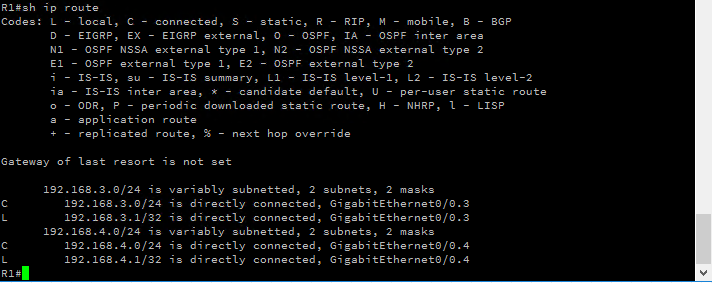 R1#sh ip route
Codes: L - local, C - connected, S - static, R - RIP, M - mobile, B - BGP
       D - EIGRP, EX - EIGRP external, O - OSPF, IA - OSPF inter area
       N1 - OSPF NSSA external type 1, N2 - OSPF NSSA external type 2
       E1 - OSPF external type 1, E2 - OSPF external type 2
       i - IS-IS, su - IS-IS summary, L1 - IS-IS level-1, L2 - IS-IS level-2
       ia - IS-IS inter area, * - candidate default, U - per-user static route
       o - ODR, P - periodic downloaded static route, H - NHRP, l - LISP
       a - application route
       + - replicated route, % - next hop override
Gateway of last resort is not set
      192.168.3.0/24 is variably subnetted, 2 subnets, 2 masks
C        192.168.3.0/24 is directly connected, GigabitEthernet0/0.3
L        192.168.3.1/32 is directly connected, GigabitEthernet0/0.3
      192.168.4.0/24 is variably subnetted, 2 subnets, 2 masks
C        192.168.4.0/24 is directly connected, GigabitEthernet0/0.4
L        192.168.4.1/32 is directly connected, GigabitEthernet0/0.4
R1#